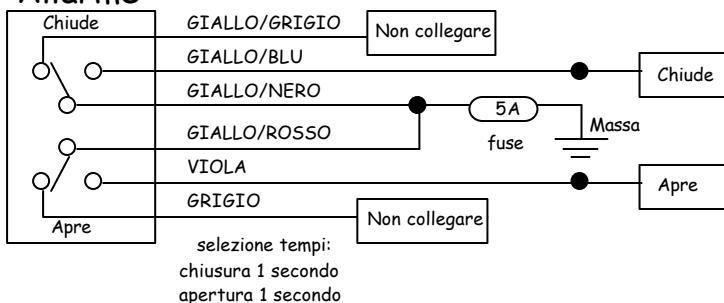 Chiude
GIALLO/GRIGIO
Non collegare
GIALLO/BLU
Chiude
GIALLO/NERO
5A
Massa
fuse
GIALLO/ROSSO
VIOLA
Apre
GRIGIO
Apre
Non collegare
selezione tempi:
chiusura 1 secondo
apertura 1 secondo